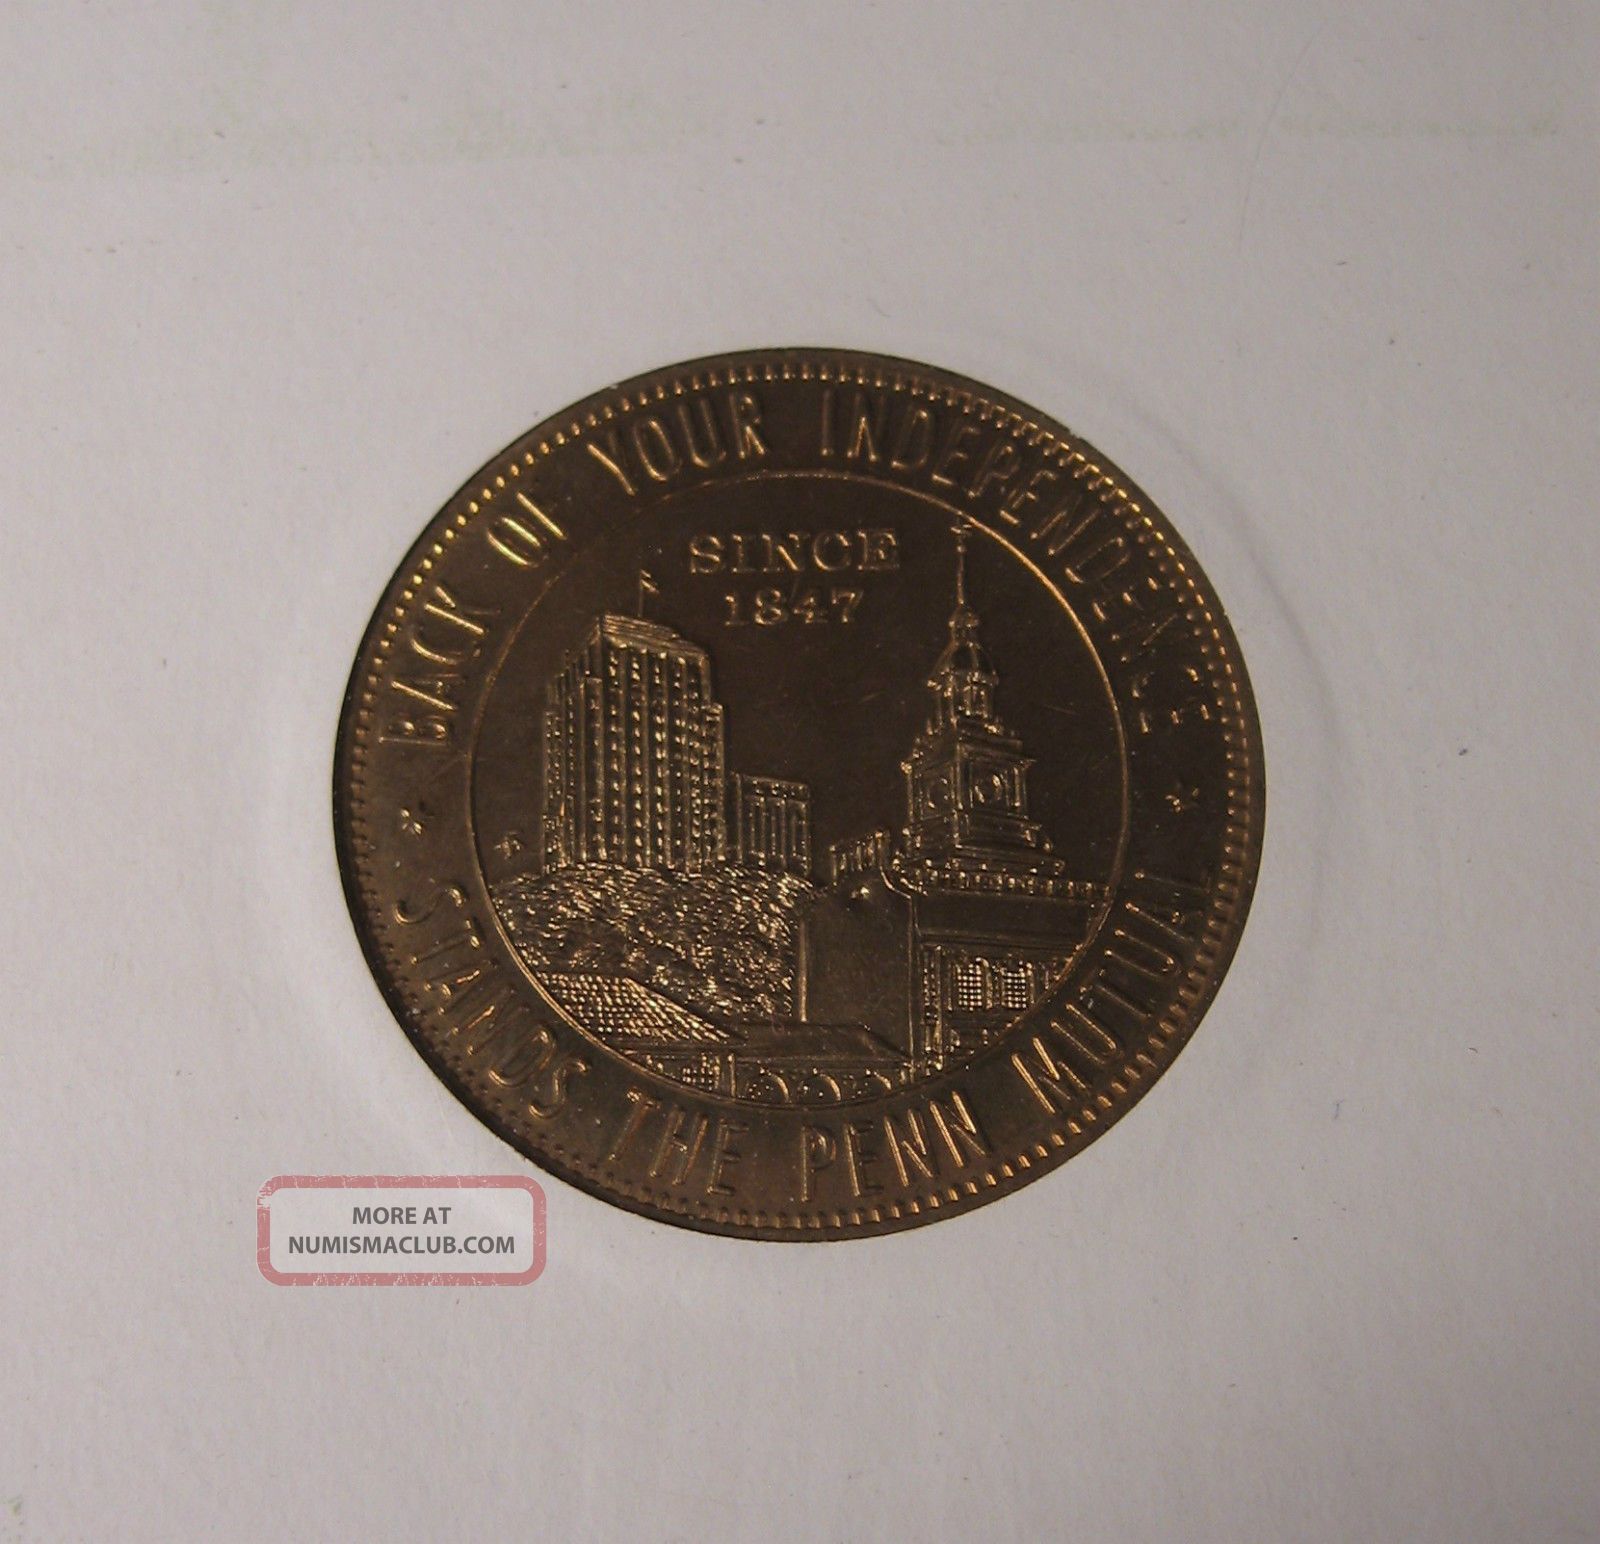 BACK OF YOUR INDEPENDENCE
SINCE
1847
STANDS THE PENN MUTUAL
MORE AT
NUMISMACLUB.COM